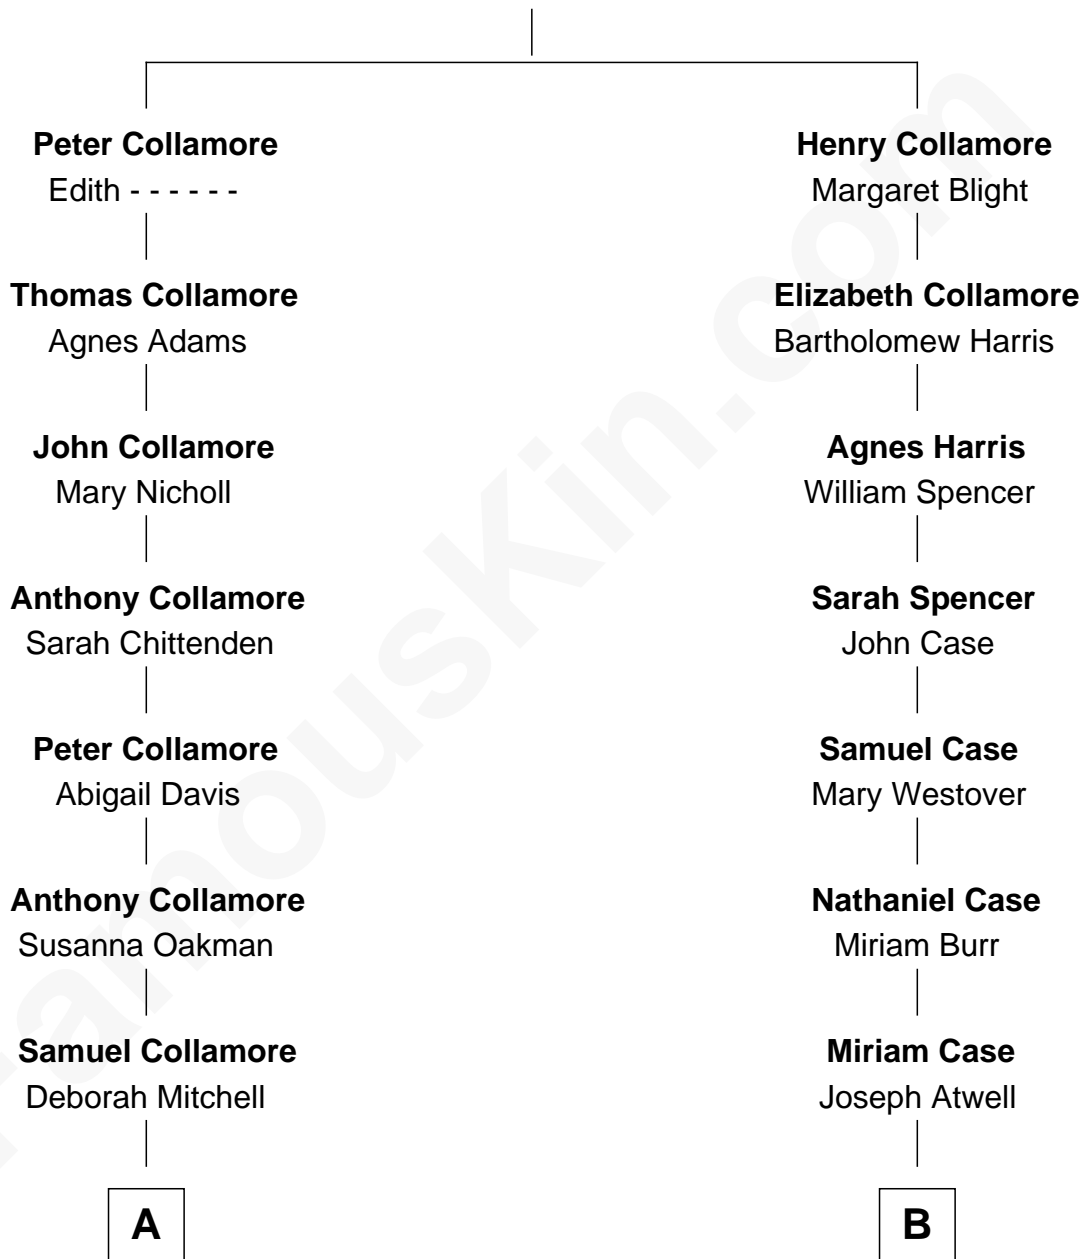 Peter Collamore
Edith - - - - - -
Thomas Collamore
Agnes Adams
John Collamore
Mary Nicholl
Anthony Collamore
Sarah Chittenden
Peter Collamore
Abigail Davis
Anthony Collamore
Susanna Oakman
Samuel Collamore
Deborah Mitchell
A
Henry Collamore
Margaret Blight
Elizabeth Collamore
Bartholomew Harris
Agnes Harris
William Spencer
Sarah Spencer
John Case
Samuel Case
Mary Westover
Nathaniel Case
Miriam Burr
Miriam Case
Joseph Atwell
B
FamousKin.com